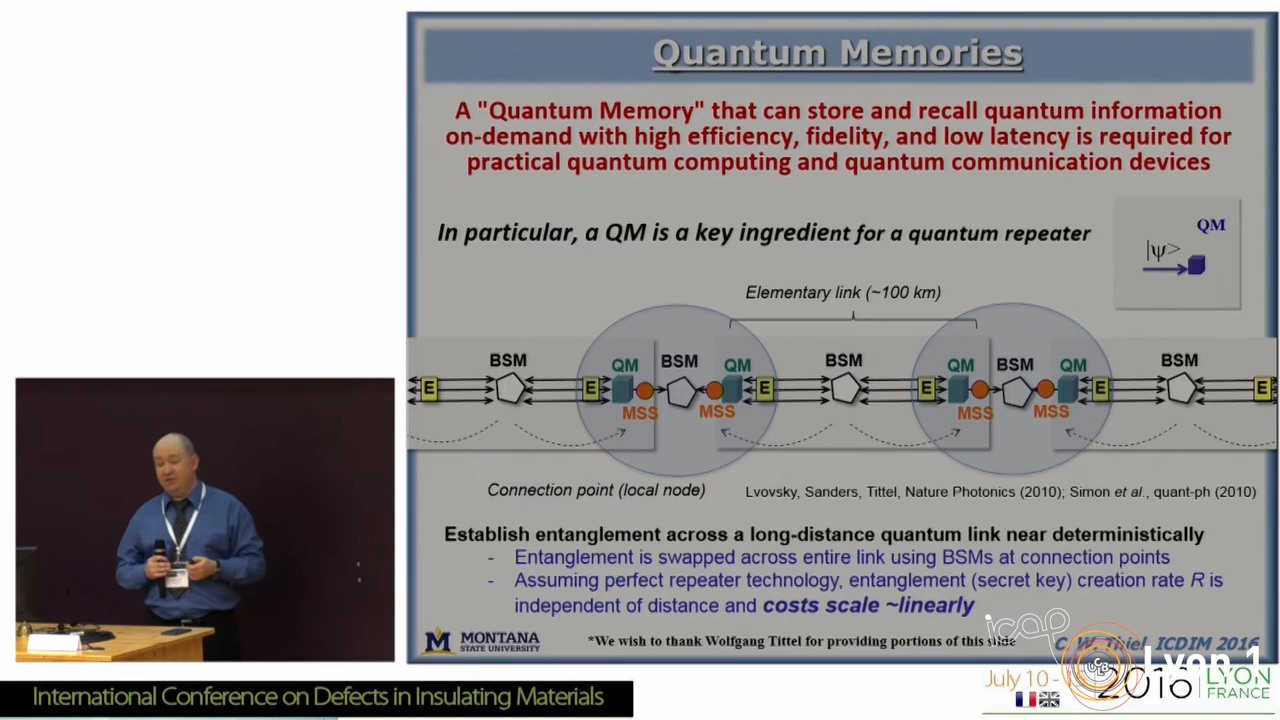 Quantum Memories
A "Quantum Memory" that can store and recall quantum information
on-demand with high efficiency, fidelity, and low latency is required for
practical quantum computing and quantum communication devices
In particular, a QM is a key ingredient for a quantum repeater
QM
|ψ>
Elementary link (~100 km)
BSM QM BSM QM BSM QM BSM QM BSM
E E E E E E
MSS MSS MSS MSS
Connection point (local node)
Lvovsky, Sanders, Tittel, Nature Photonics (2010); Simon et al., quant-ph (2010)
Establish entanglement across a long-distance quantum link near deterministically
- Entanglement is swapped across entire link using BSMs at connection points
- Assuming perfect repeater technology, entanglement (secret key) creation rate R is
independent of distance and costs scale ~linearly
MONTANA
STATE UNIVERSITY
*We wish to thank Wolfgang Tittel for providing portions of this slide
C. W. Thiel, ICDIM 2016
icap
Lyon 1
UCB
International Conference on Defects in Insulating Materials
July 10 -
2016
LYON
FRANCE